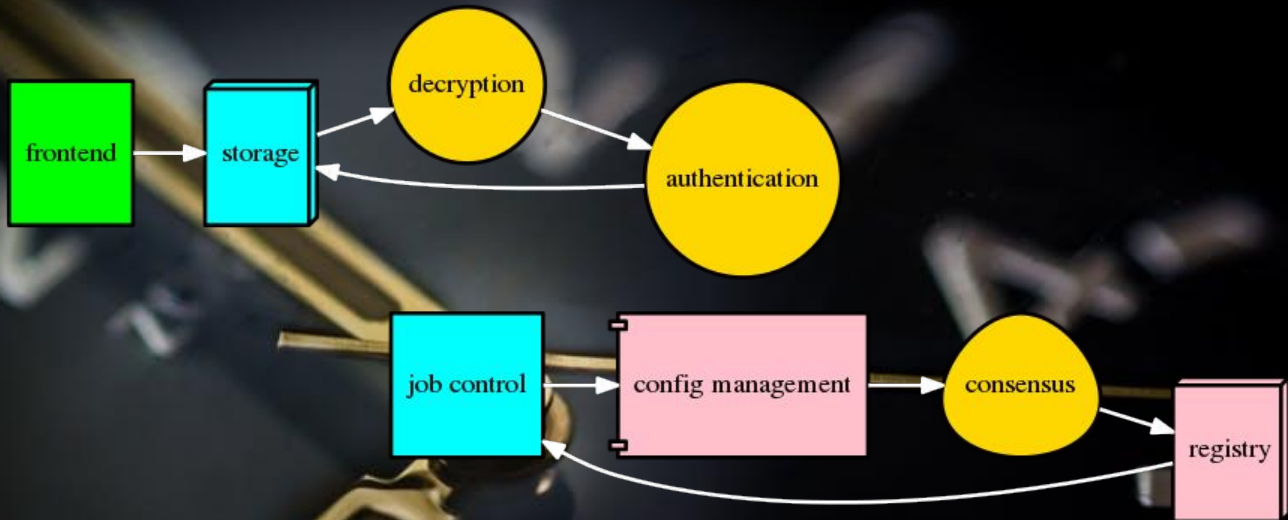 frontend
storage
decryption
authentication
job control
config management
consensus
registry